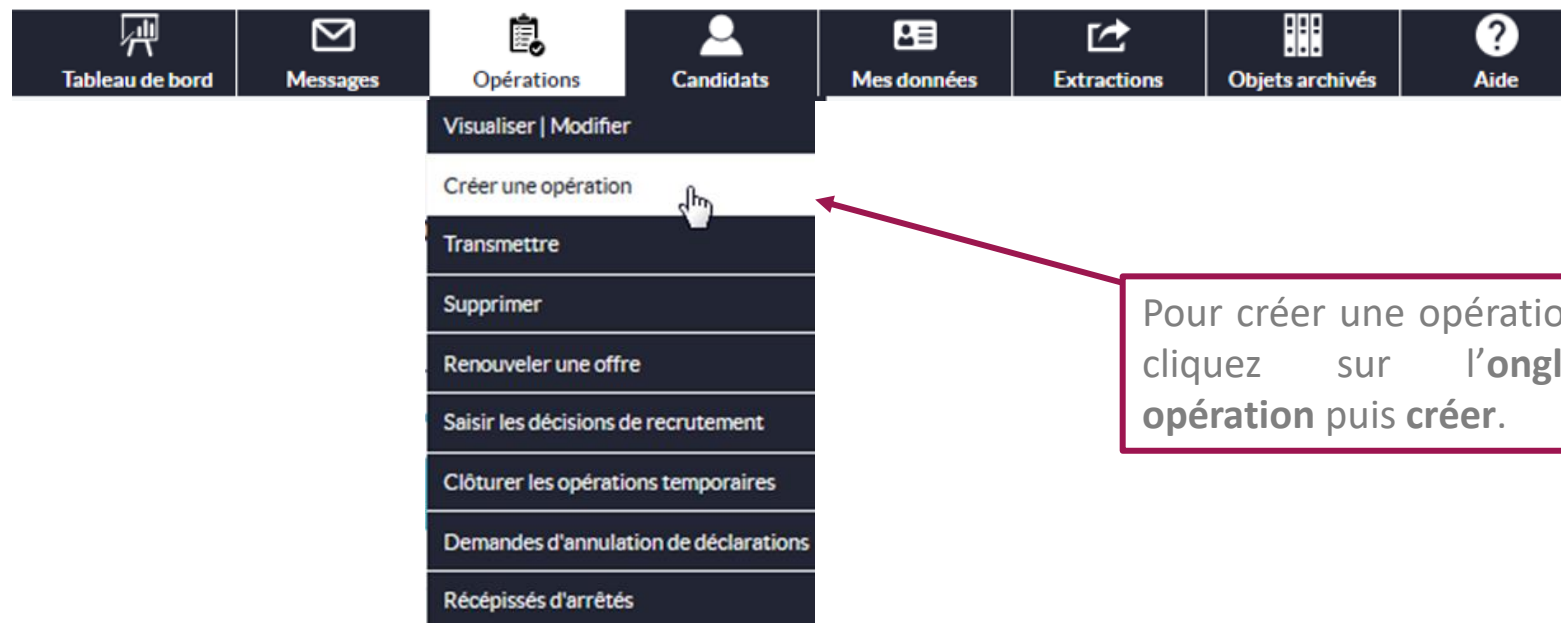 Tableau de bord Messages Opérations Candidats Mes données Extractions Objets archivés Aide
Visualiser | Modifier
Créer une opération
Transmettre
Supprimer
Renouveler une offre
Saisir les décisions de recrutement
Clôturer les opérations temporaires
Demandes d'annulation de déclarations
Récépissés d'arrêtés
Pour créer une opératio
cliquez sur l'ongl
opération puis créer.